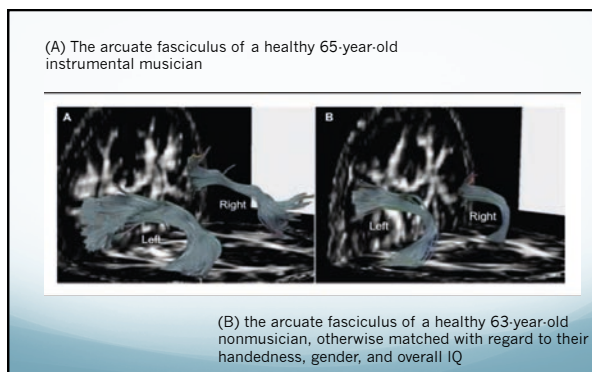 (A) The arcuate fasciculus of a healthy 65-year-old
instrumental musician
A
B
Right
Right
Left
Left
(B) the arcuate fasciculus of a healthy 63-year-old
nonmusician, otherwise matched with regard to their
handedness, gender, and overall IQ